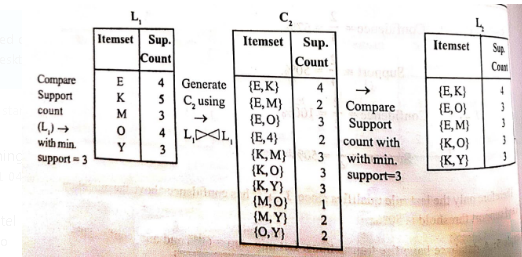 L₁
Itemset Sup. Count
Compare Support count (L₁) → with min. support = 3
E 4
K 5
M 3
O 4
Y 3
Generate C₂ using → L₁⋈L₁
C₂
Itemset Sup. Count
{E,K} 4
{E,M} 2
{E,O} 3
{E,4} 2
{K,M} 3
{K,O} 3
{K,Y} 3
{M,O} 1
{M,Y} 2
{O,Y} 2
→ Compare Support count with with min. support=3
Itemset Sup. Count
{E,K} 4
{E,O} 3
{E,M} 3
{K,O} 3
{K,Y} 3